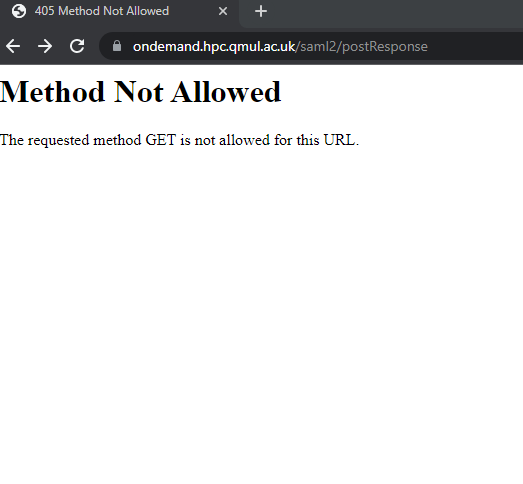 405 Method Not Allowed
ondemand.hpc.qmul.ac.uk/saml2/postResponse
Method Not Allowed
The requested method GET is not allowed for this URL.